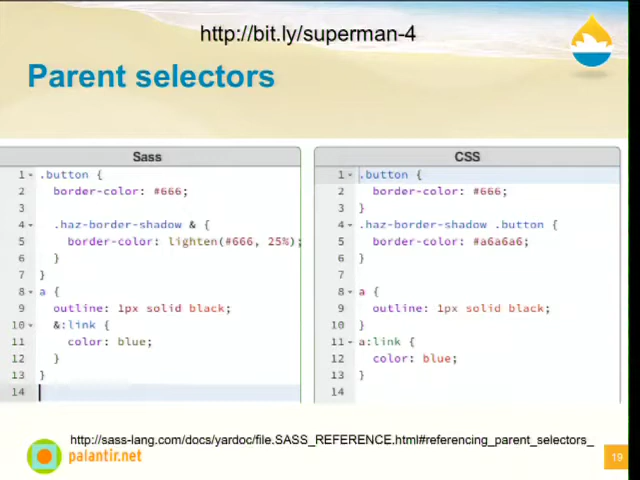 http://bit.ly/superman-4
Parent selectors
Sass
1 .button {
2 border-color: #666;
3
4 .haz-border-shadow & {
5 border-color: lighten(#666, 25%);
6 }
7 }
8 a {
9 outline: 1px solid black;
10 &:link {
11 color: blue;
12 }
13 }
14
CSS
1 .button {
2 border-color: #666;
3 }
4 .haz-border-shadow .button {
5 border-color: #a6a6a6;
6 }
7
8 a {
9 outline: 1px solid black;
10 }
11 a:link {
12 color: blue;
13 }
14
http://sass-lang.com/docs/yardoc/file.SASS_REFERENCE.html#referencing_parent_selectors_
palantir.net
19